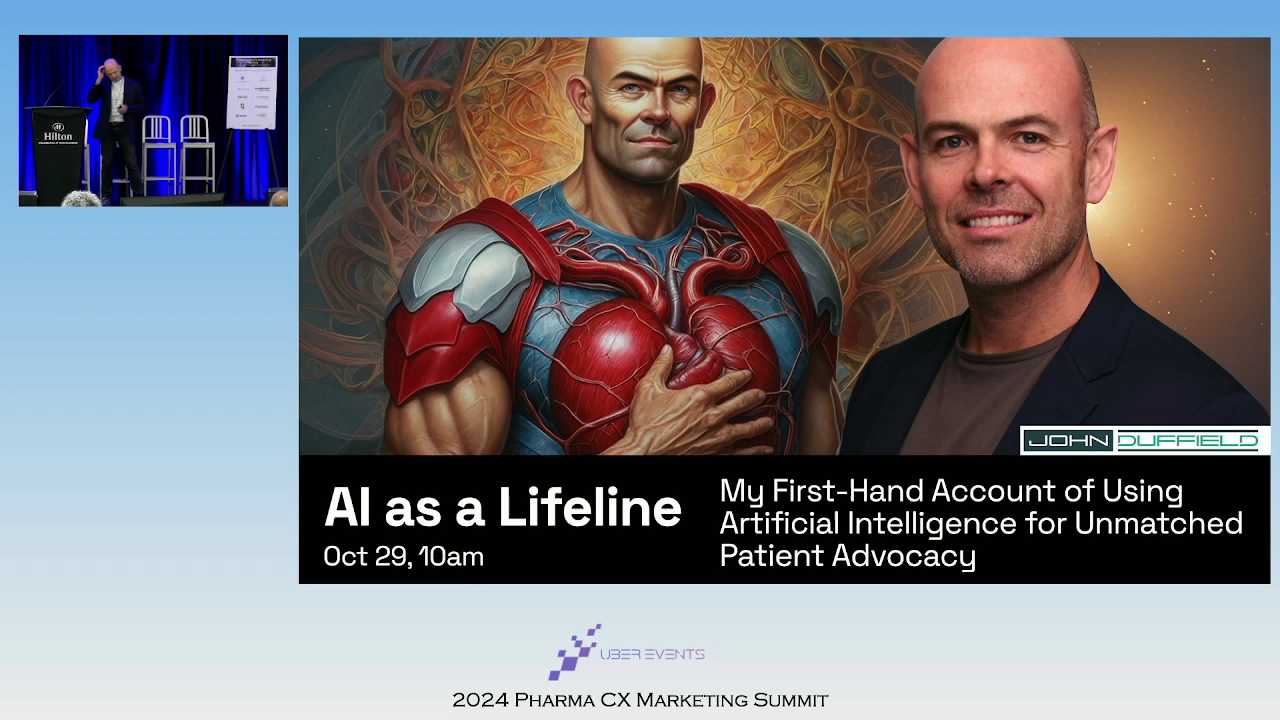 Hilton
JOHN DUFFIELD
AI as a Lifeline
Oct 29, 10am
My First-Hand Account of Using
Artificial Intelligence for Unmatched
Patient Advocacy
UBER EVENTS
2024 PHARMA CX MARKETING SUMMIT